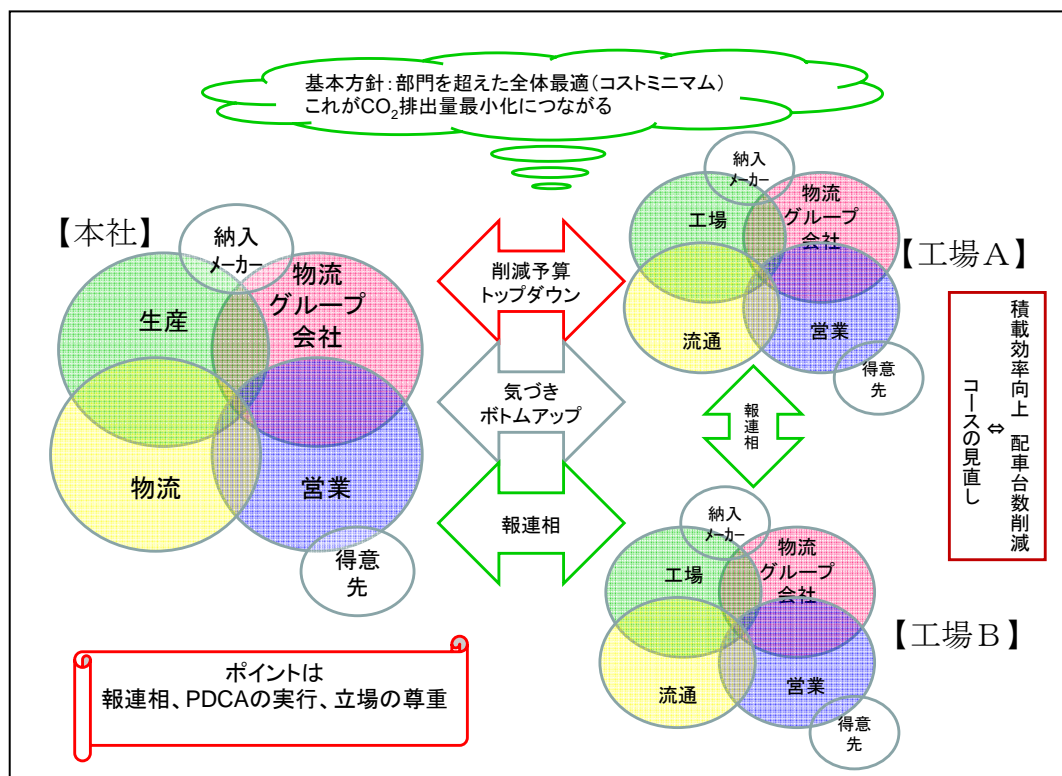 基本方針：部門を超えた全体最適（コストミニマム）
これがCO₂排出量最小化につながる
【本社】
納入
ﾒｰｶｰ
生産
物流
グループ
会社
物流
営業
得意
先
削減予算
トップダウン
気づき
ボトムアップ
報連相
【工場Ａ】
納入
ﾒｰｶｰ
工場
物流
グループ
会社
流通
営業
得意
先
報連相
【工場Ｂ】
納入
ﾒｰｶｰ
工場
物流
グループ
会社
流通
営業
得意
先
積載効率向上　配車台数削減
⇔
コースの見直し
ポイントは
報連相、PDCAの実行、立場の尊重